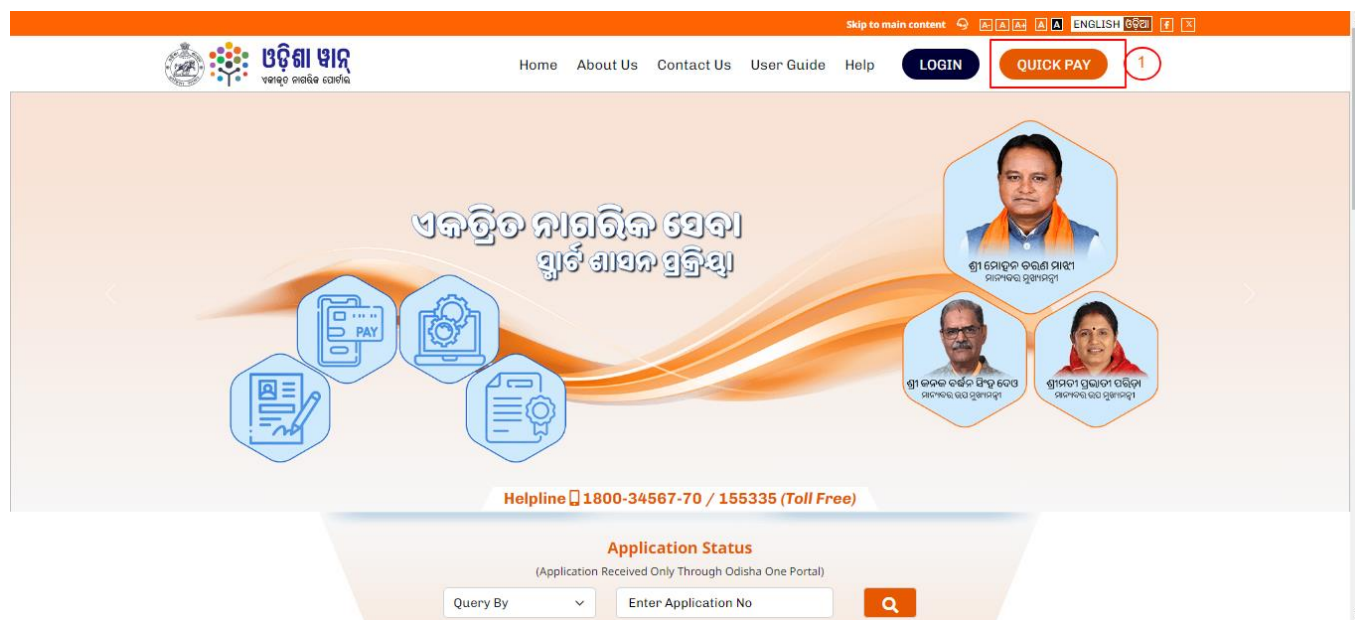 Skip to main content A- A A+ A A ENGLISH ଓଡ଼ିଆ
ଓଡ଼ିଶା ୱାନ୍
ଏକୀକୃତ ନାଗରିକ ପୋର୍ଟାଲ
Home About Us Contact Us User Guide Help LOGIN QUICK PAY 1
ଏକତ୍ରିତ ନାଗରିକ ସେବା
ସ୍ମାର୍ଟ ଶାସନ ପ୍ରକ୍ରିୟା
PAY
ଶ୍ରୀ ମୋହନ ଚରଣ ମାଝୀ
ମାନ୍ୟବର ମୁଖ୍ୟମନ୍ତ୍ରୀ
ଶ୍ରୀ କନକ ବର୍ଦ୍ଧନ ସିଂହ ଦେଓ
ମାନ୍ୟବର ଉପ ମୁଖ୍ୟମନ୍ତ୍ରୀ
ଶ୍ରୀମତୀ ପ୍ରଭାତୀ ପରିଡ଼ା
ମାନ୍ୟବର ଉପ ମୁଖ୍ୟମନ୍ତ୍ରୀ
Helpline 1800-34567-70 / 155335 (Toll Free)
Application Status
(Application Received Only Through Odisha One Portal)
Query By Enter Application No